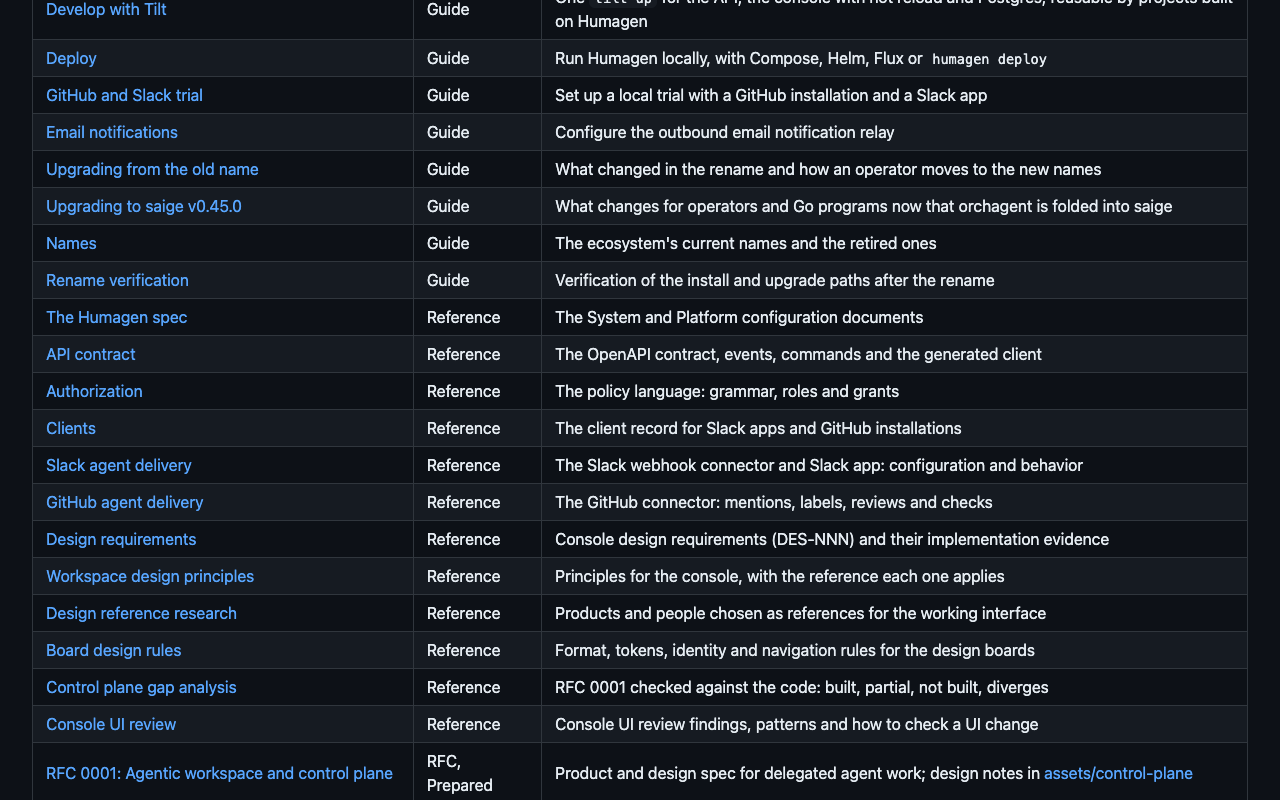 Develop with Tilt Guide One tilt up for the API, the console with hot reload and Postgres, reusable by projects built
on Humagen
Deploy Guide Run Humagen locally, with Compose, Helm, Flux or humagen deploy
GitHub and Slack trial Guide Set up a local trial with a GitHub installation and a Slack app
Email notifications Guide Configure the outbound email notification relay
Upgrading from the old name Guide What changed in the rename and how an operator moves to the new names
Upgrading to saige v0.45.0 Guide What changes for operators and Go programs now that orchagent is folded into saige
Names Guide The ecosystem's current names and the retired ones
Rename verification Guide Verification of the install and upgrade paths after the rename
The Humagen spec Reference The System and Platform configuration documents
API contract Reference The OpenAPI contract, events, commands and the generated client
Authorization Reference The policy language: grammar, roles and grants
Clients Reference The client record for Slack apps and GitHub installations
Slack agent delivery Reference The Slack webhook connector and Slack app: configuration and behavior
GitHub agent delivery Reference The GitHub connector: mentions, labels, reviews and checks
Design requirements Reference Console design requirements (DES-NNN) and their implementation evidence
Workspace design principles Reference Principles for the console, with the reference each one applies
Design reference research Reference Products and people chosen as references for the working interface
Board design rules Reference Format, tokens, identity and navigation rules for the design boards
Control plane gap analysis Reference RFC 0001 checked against the code: built, partial, not built, diverges
Console UI review Reference Console UI review findings, patterns and how to check a UI change
RFC 0001: Agentic workspace and control plane RFC, Prepared Product and design spec for delegated agent work; design notes in assets/control-plane